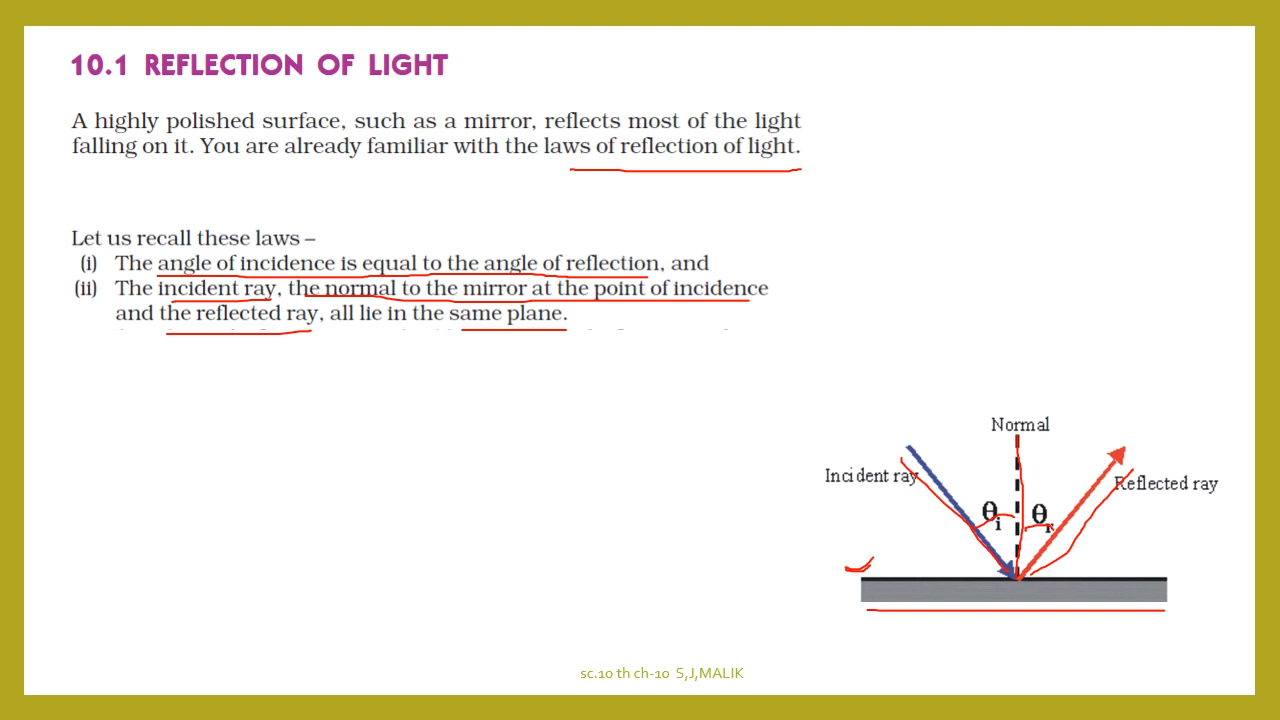 10.1 REFLECTION OF LIGHT
A highly polished surface, such as a mirror, reflects most of the light
falling on it. You are already familiar with the laws of reflection of light.
Let us recall these laws –
(i) The angle of incidence is equal to the angle of reflection, and
(ii) The incident ray, the normal to the mirror at the point of incidence
and the reflected ray, all lie in the same plane.
Normal
Incident ray
Reflected ray
θi
θr
sc.10 th ch-10 S,J,MALIK